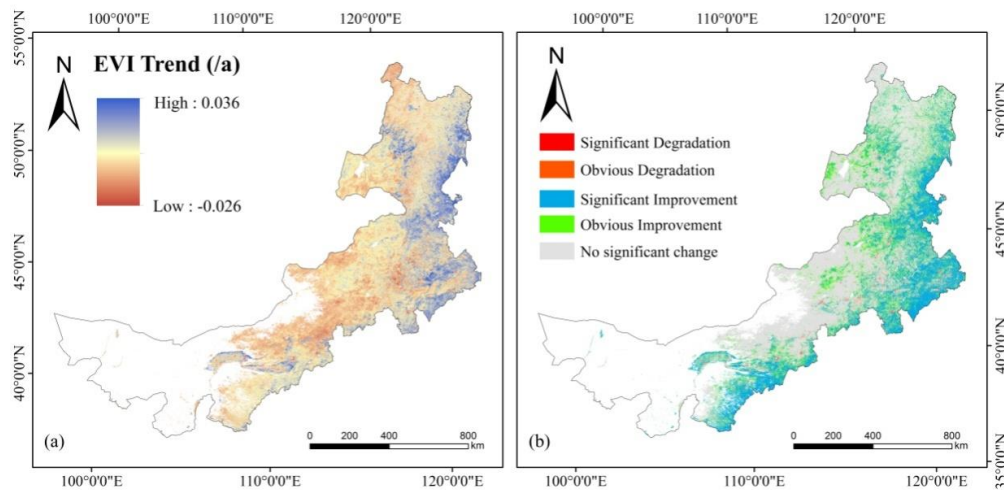 100°0'0"E 110°0'0"E 120°0'0"E
55°0'0"N
50°0'0"N
45°0'0"N
40°0'0"N
N
EVI Trend (/a)
High : 0.036
Low : -0.026
(a)
0 200 400 800
km
100°0'0"E 110°0'0"E 120°0'0"E
100°0'0"E 110°0'0"E 120°0'0"E
N
Significant Degradation
Obvious Degradation
Significant Improvement
Obvious Improvement
No significant change
50°0'0"N
45°0'0"N
40°0'0"N
(b)
0 200 400 800
km
100°0'0"E 110°0'0"E 120°0'0"E